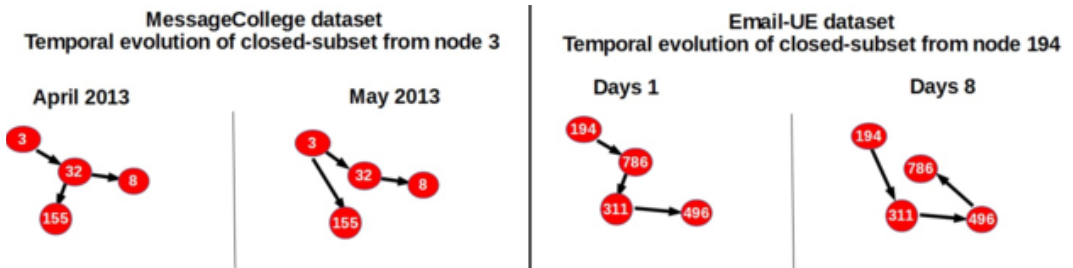 MessageCollege dataset
Temporal evolution of closed-subset from node 3
April 2013
May 2013
3
32
8
155
3
32
8
155
Email-UE dataset
Temporal evolution of closed-subset from node 194
Days 1
Days 8
194
786
311
496
194
786
311
496